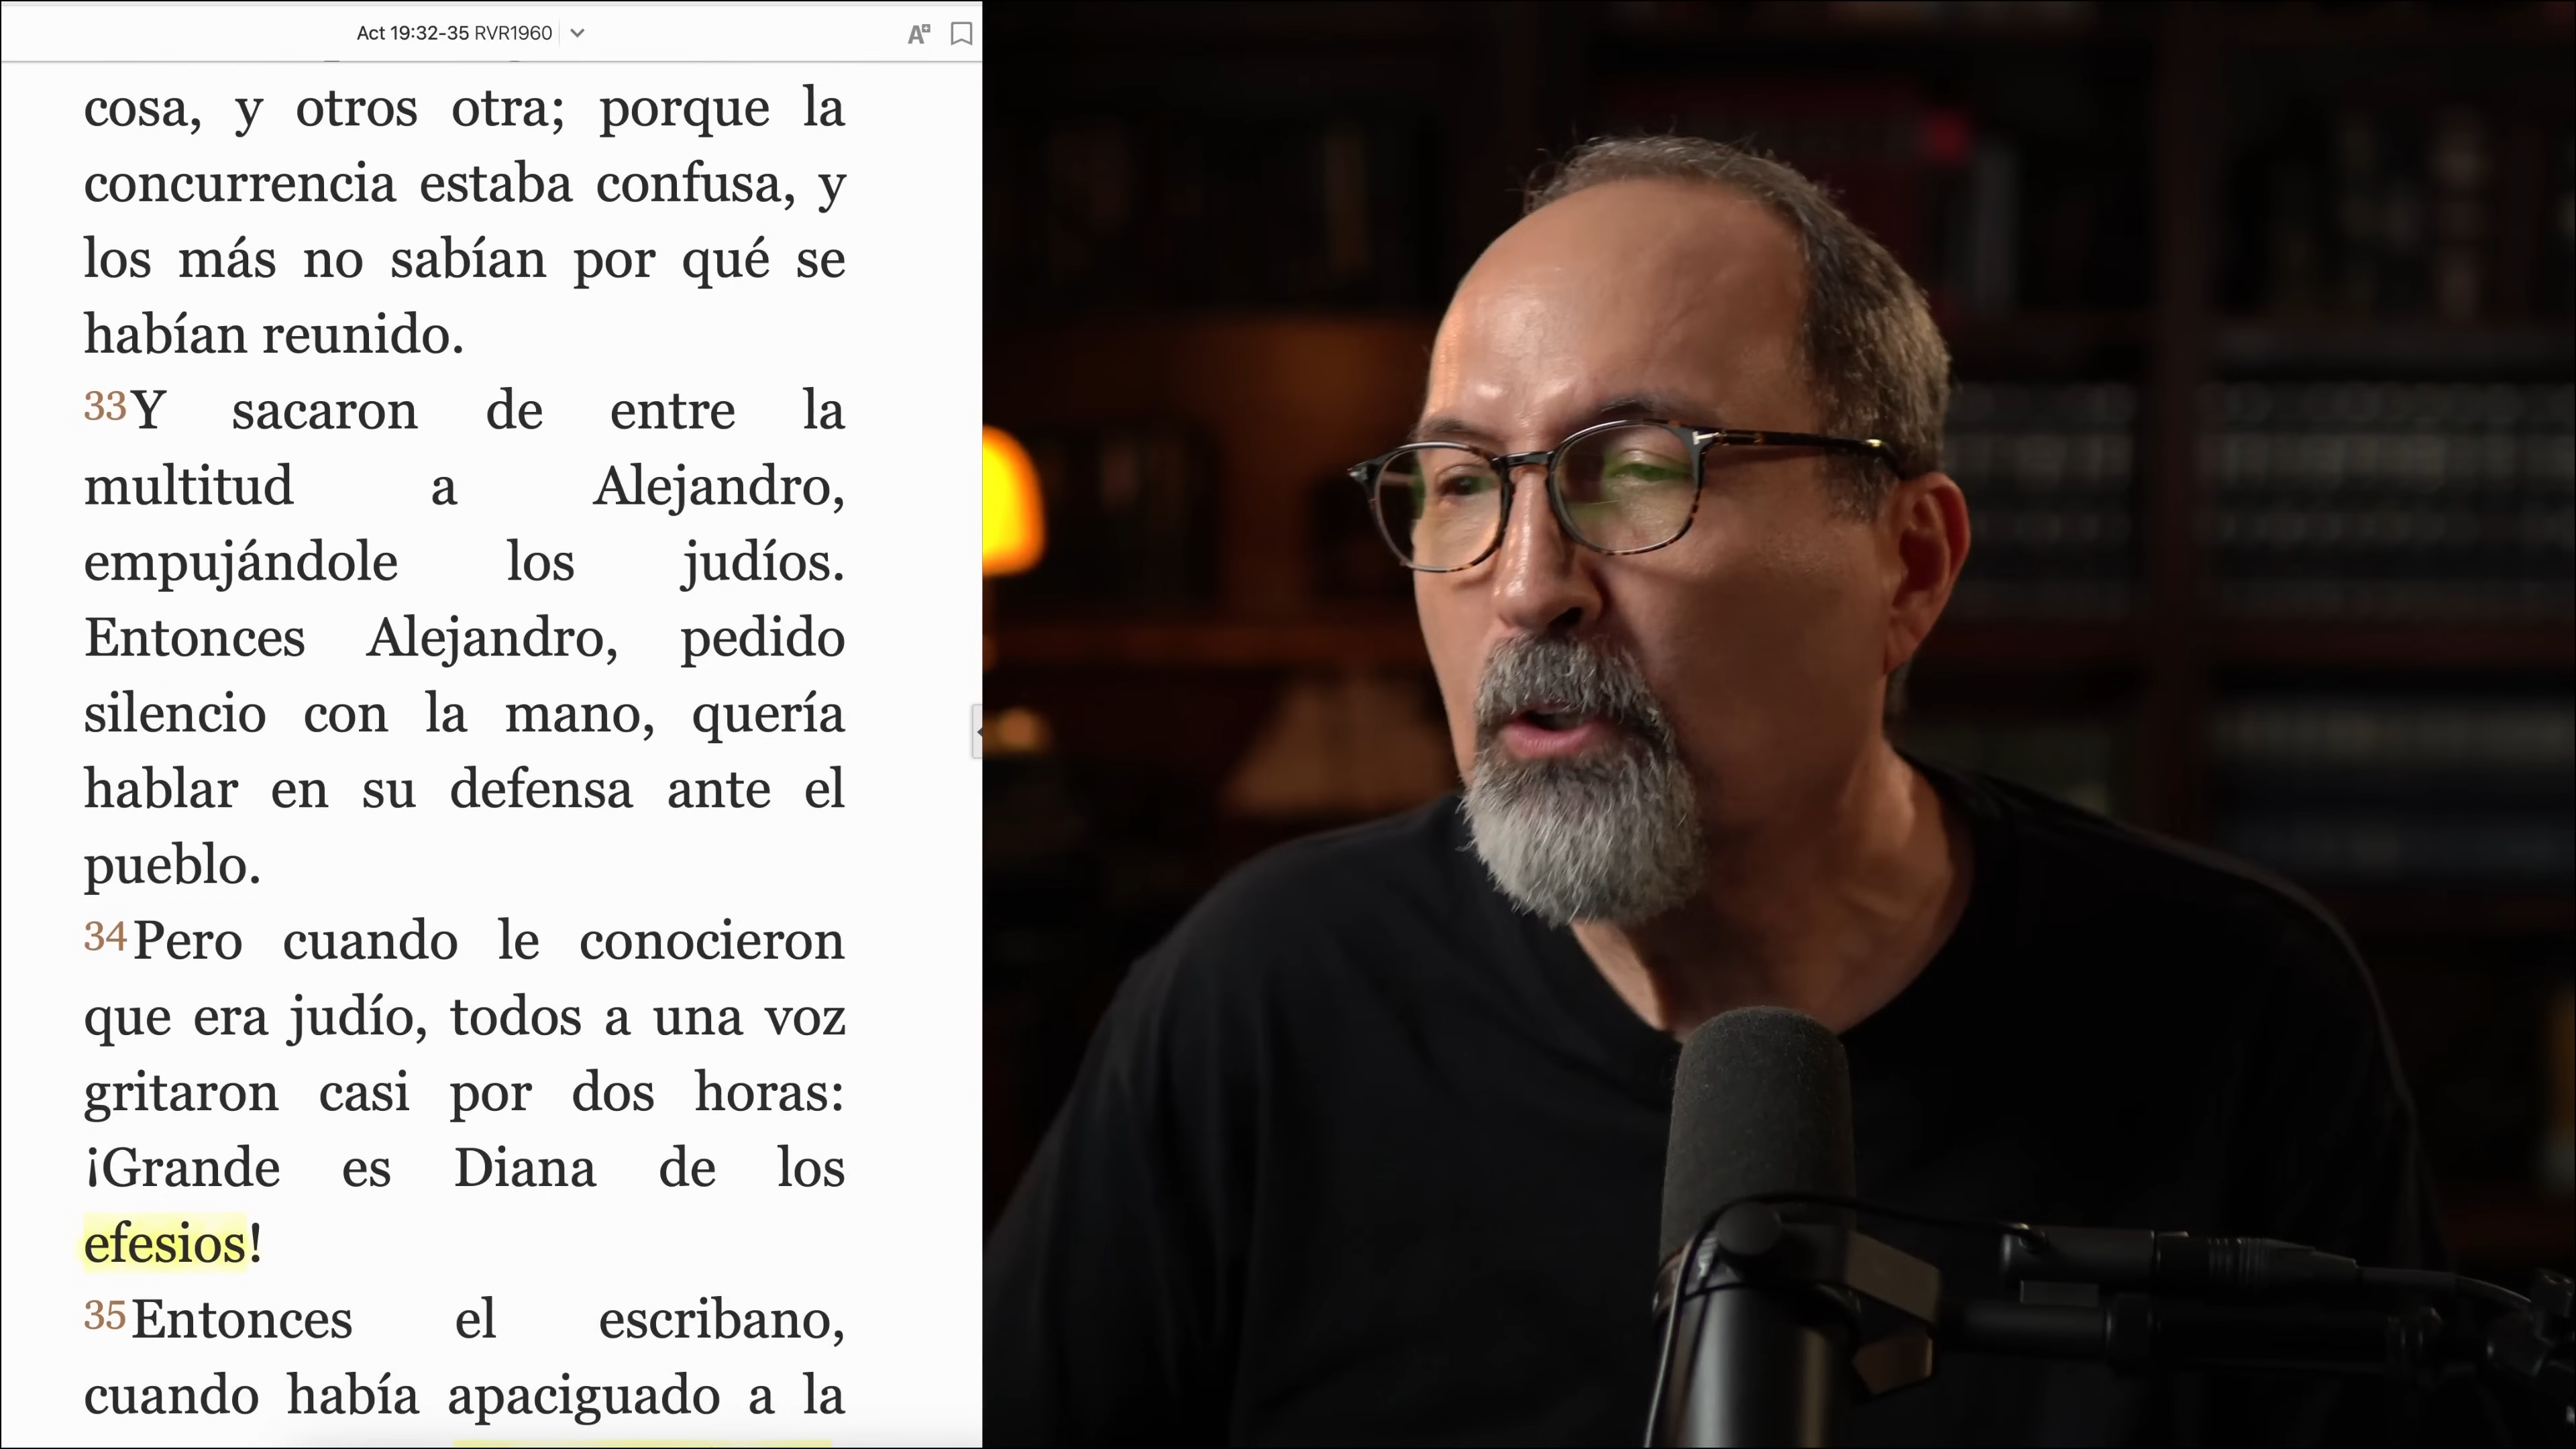 Act 19:32-35 RVR1960
cosa, y otros otra; porque la
concurrencia estaba confusa, y
los más no sabían por qué se
habían reunido.
33Y sacaron de entre la
multitud a Alejandro,
empujándole los judíos.
Entonces Alejandro, pedido
silencio con la mano, quería
hablar en su defensa ante el
pueblo.
34Pero cuando le conocieron
que era judío, todos a una voz
gritaron casi por dos horas:
¡Grande es Diana de los
efesios!
35Entonces el escribano,
cuando había apaciguado a la